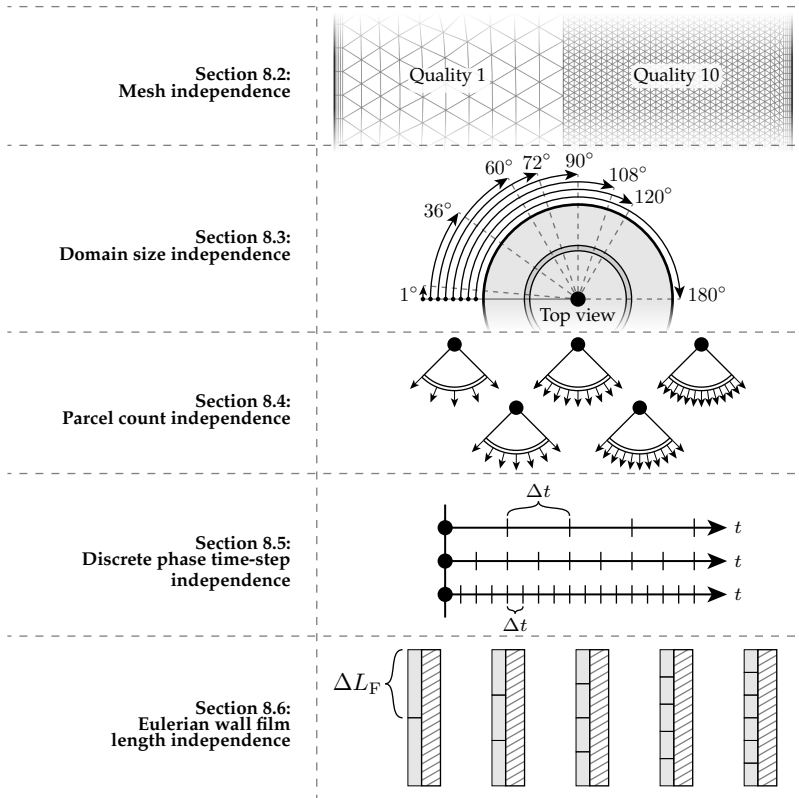 Section 8.2:
Mesh independence
Quality 1
Quality 10
Section 8.3:
Domain size independence
1°
36°
60°
72°
90°
108°
120°
180°
Top view
Section 8.4:
Parcel count independence
Section 8.5:
Discrete phase time-step
independence
Δt
t
t
t
Δt
Section 8.6:
Eulerian wall film
length independence
ΔL_F